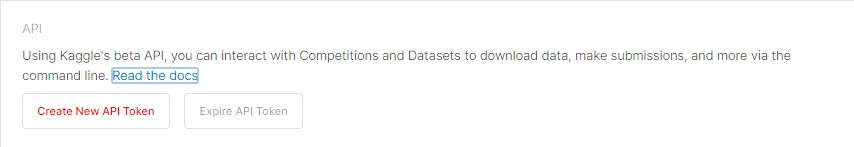 API
Using Kaggle's beta API, you can interact with Competitions and Datasets to download data, make submissions, and more via the
command line. Read the docs
Create New API Token Expire API Token